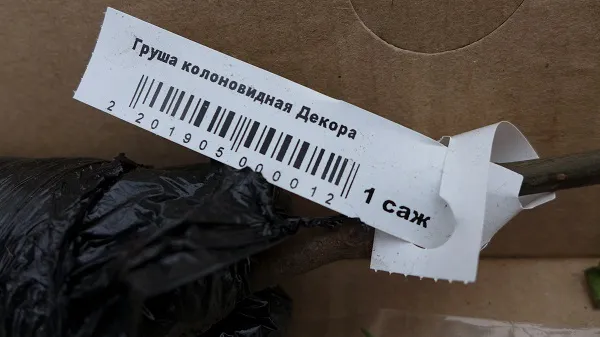 Груша колоновидная Декора
2 201905 000012
1 саж